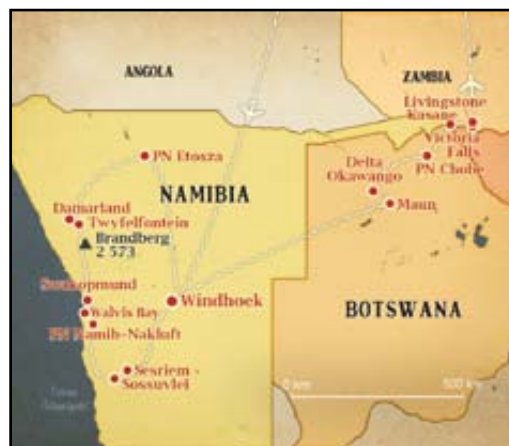 ANGOLA
ZAMBIA
Livingstone
Kasane
Victoria
Falls
PN Chobe
PN Etosza
Delta
Okawango
NAMIBIA
Maun
Damarland
Twyfelfontein
Brandberg
2 573
Swakopmund
Windhoek
Walvis Bay
PN Namib-Nakluft
BOTSWANA
Sesriem -
Sossuvlei
0 km
500 km